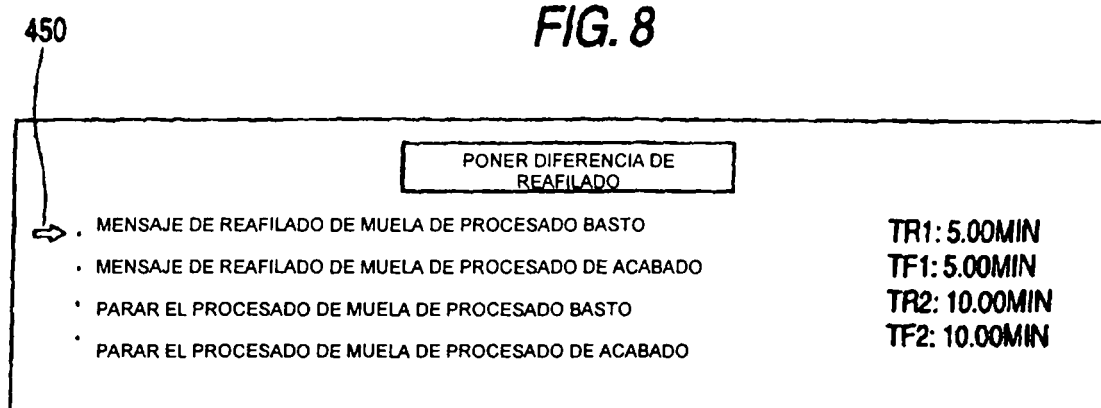 450
FIG. 8
PONER DIFERENCIA DE
REAFILADO
. MENSAJE DE REAFILADO DE MUELA DE PROCESADO BASTO TR1: 5.00MIN
. MENSAJE DE REAFILADO DE MUELA DE PROCESADO DE ACABADO TF1: 5.00MIN
. PARAR EL PROCESADO DE MUELA DE PROCESADO BASTO TR2: 10.00MIN
. PARAR EL PROCESADO DE MUELA DE PROCESADO DE ACABADO TF2: 10.00MIN